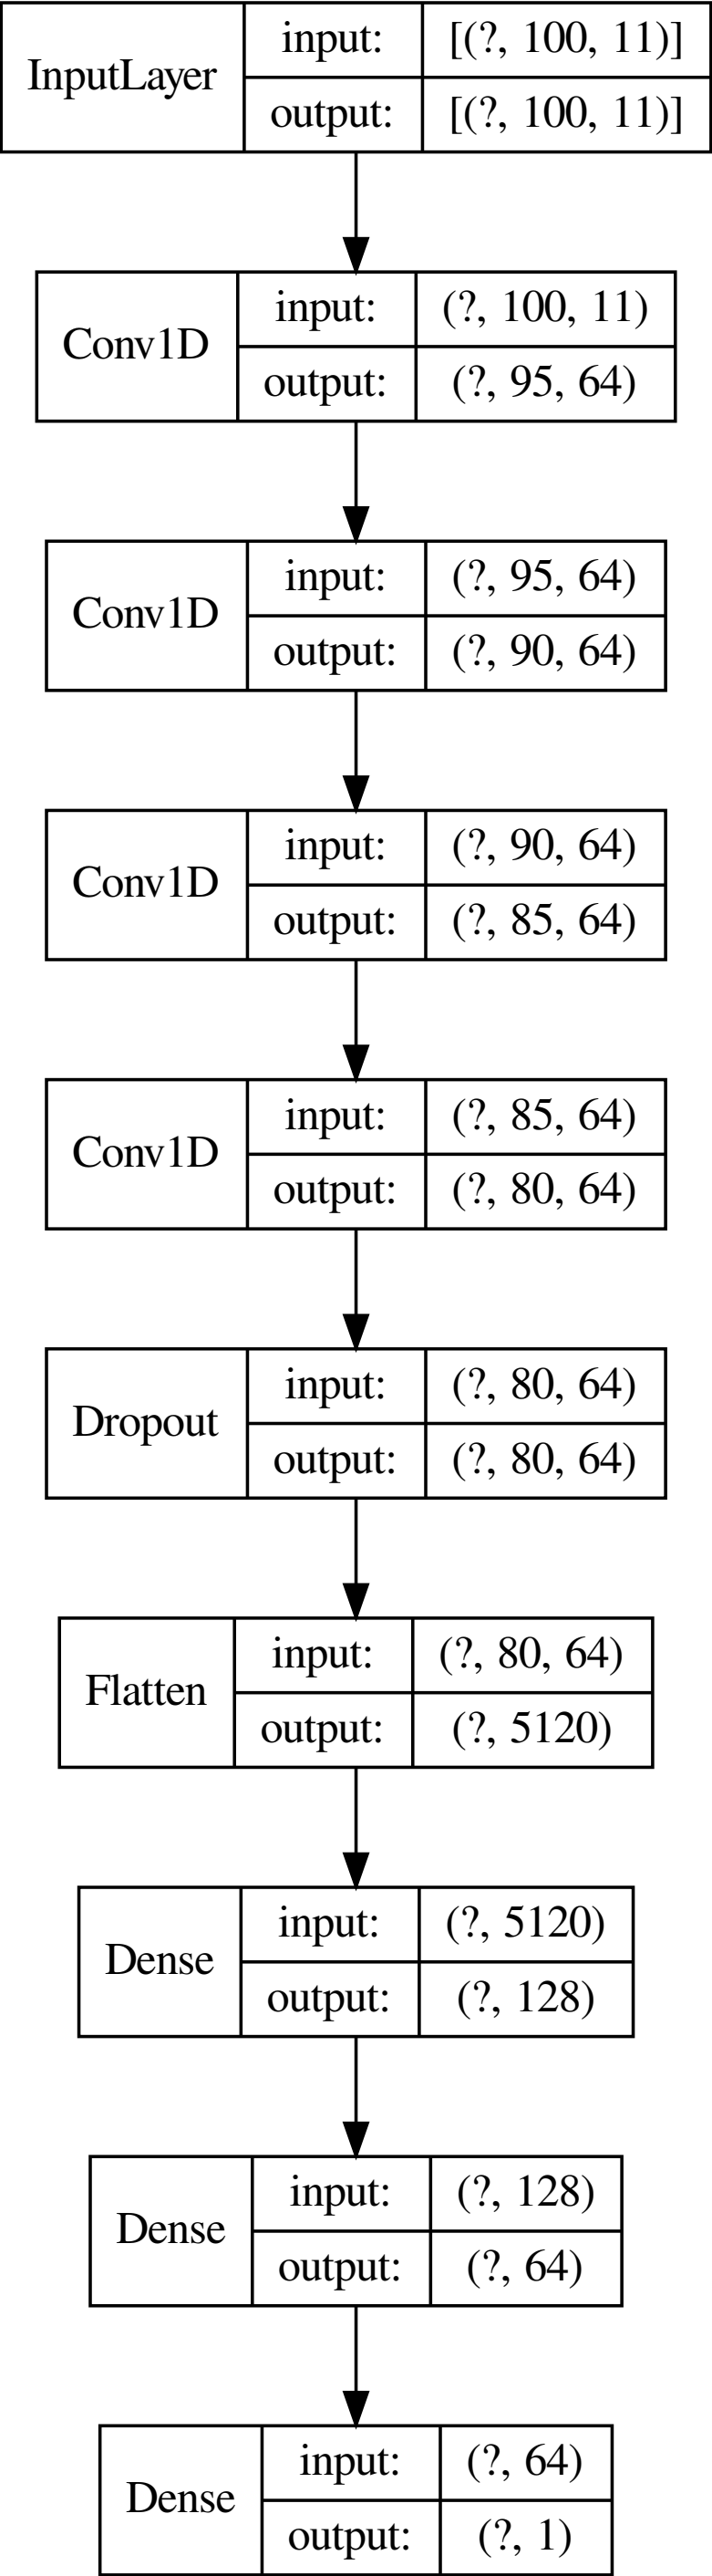 InputLayer
input: [(?, 100, 11)]
output: [(?, 100, 11)]
Conv1D
input: (?, 100, 11)
output: (?, 95, 64)
Conv1D
input: (?, 95, 64)
output: (?, 90, 64)
Conv1D
input: (?, 90, 64)
output: (?, 85, 64)
Conv1D
input: (?, 85, 64)
output: (?, 80, 64)
Dropout
input: (?, 80, 64)
output: (?, 80, 64)
Flatten
input: (?, 80, 64)
output: (?, 5120)
Dense
input: (?, 5120)
output: (?, 128)
Dense
input: (?, 128)
output: (?, 64)
Dense
input: (?, 64)
output: (?, 1)